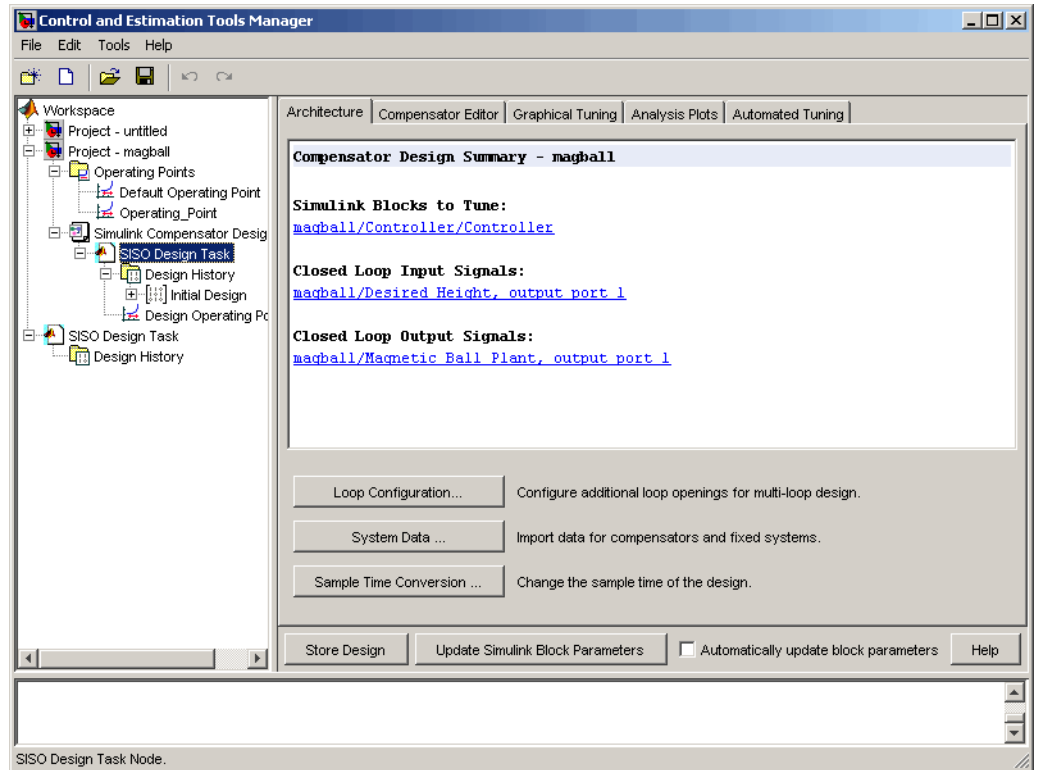 Control and Estimation Tools Manager
File Edit Tools Help
Workspace
Project - untitled
Project - magball
Operating Points
Default Operating Point
Operating_Point
Simulink Compensator Desig
SISO Design Task
Design History
Initial Design
Design Operating Po
SISO Design Task
Design History
Architecture Compensator Editor Graphical Tuning Analysis Plots Automated Tuning
Compensator Design Summary - magball
Simulink Blocks to Tune:
magball/Controller/Controller
Closed Loop Input Signals:
magball/Desired Height, output port 1
Closed Loop Output Signals:
magball/Magnetic Ball Plant, output port 1
Loop Configuration... Configure additional loop openings for multi-loop design.
System Data ... Import data for compensators and fixed systems.
Sample Time Conversion ... Change the sample time of the design.
Store Design Update Simulink Block Parameters Automatically update block parameters Help
SISO Design Task Node.